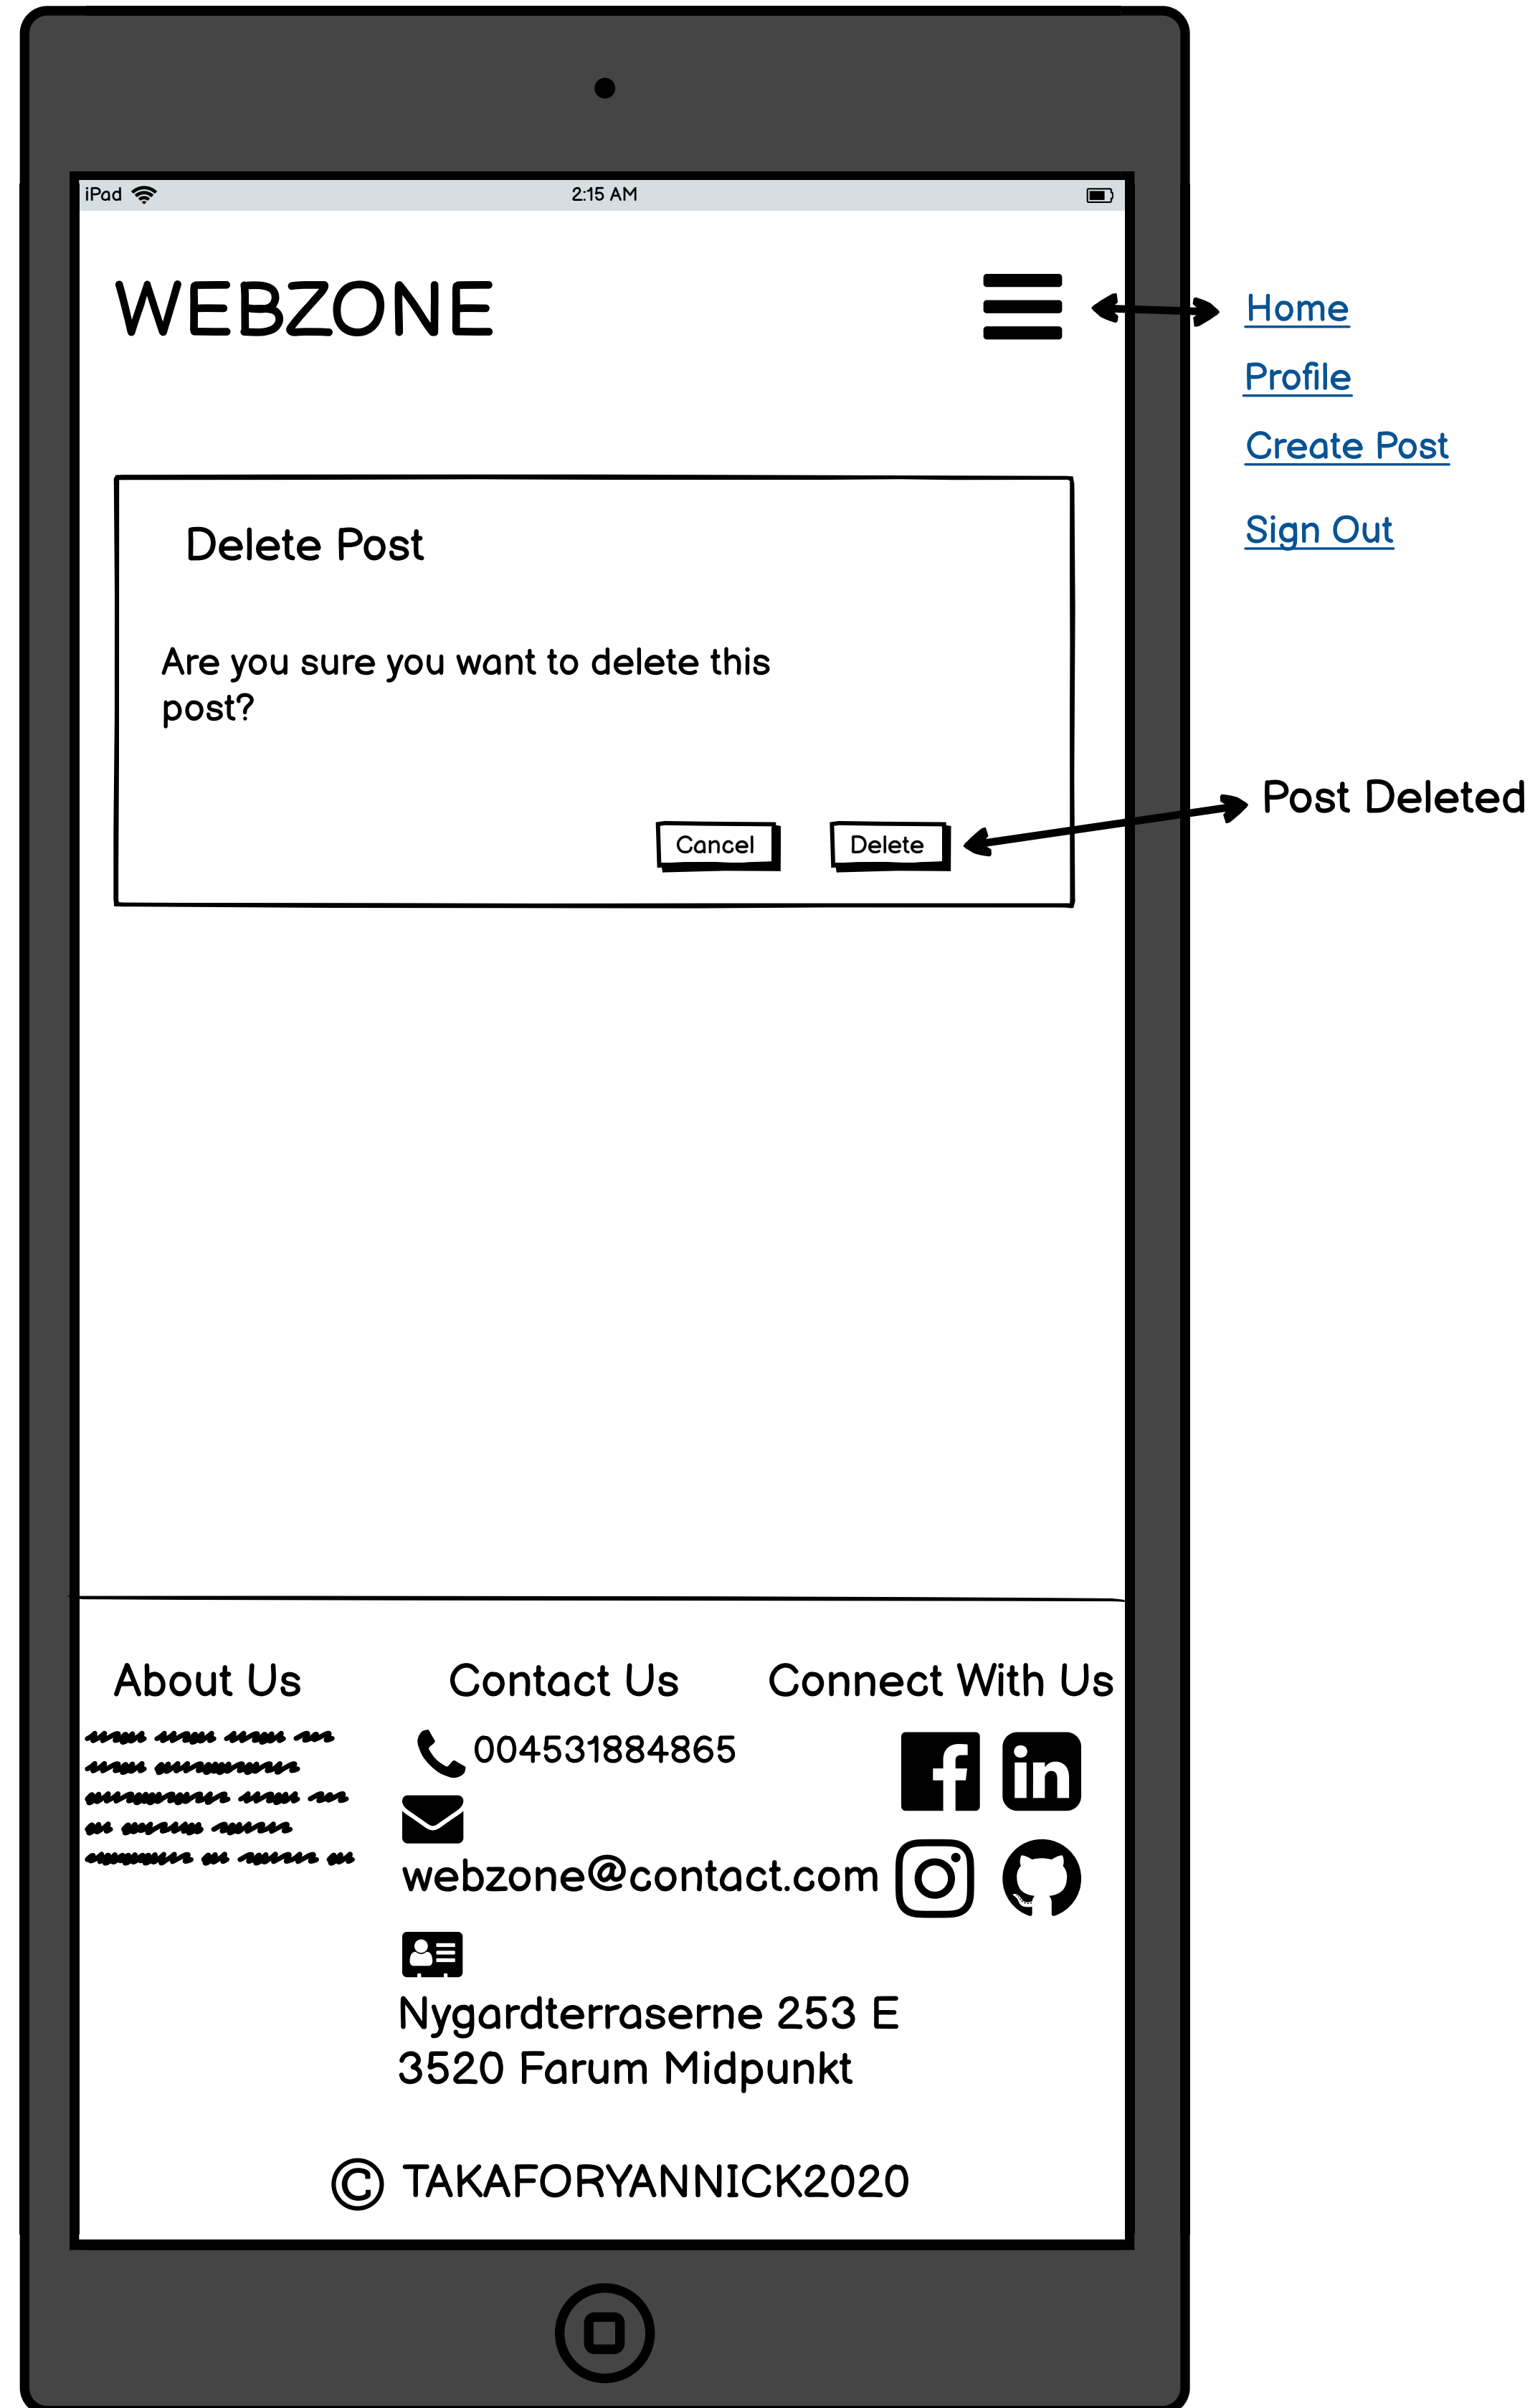 iPad 2:15 AM
WEBZONE
Home
Profile
Create Post
Sign Out
Delete Post
Are you sure you want to delete this
post?
Cancel Delete
Post Deleted
About Us
Contact Us
004531884865
webzone@contact.com
Nygardterraserne 253 E
3520 Farum Midpunkt
Connect With Us
f
in
© TAKAFORYANNICK2020